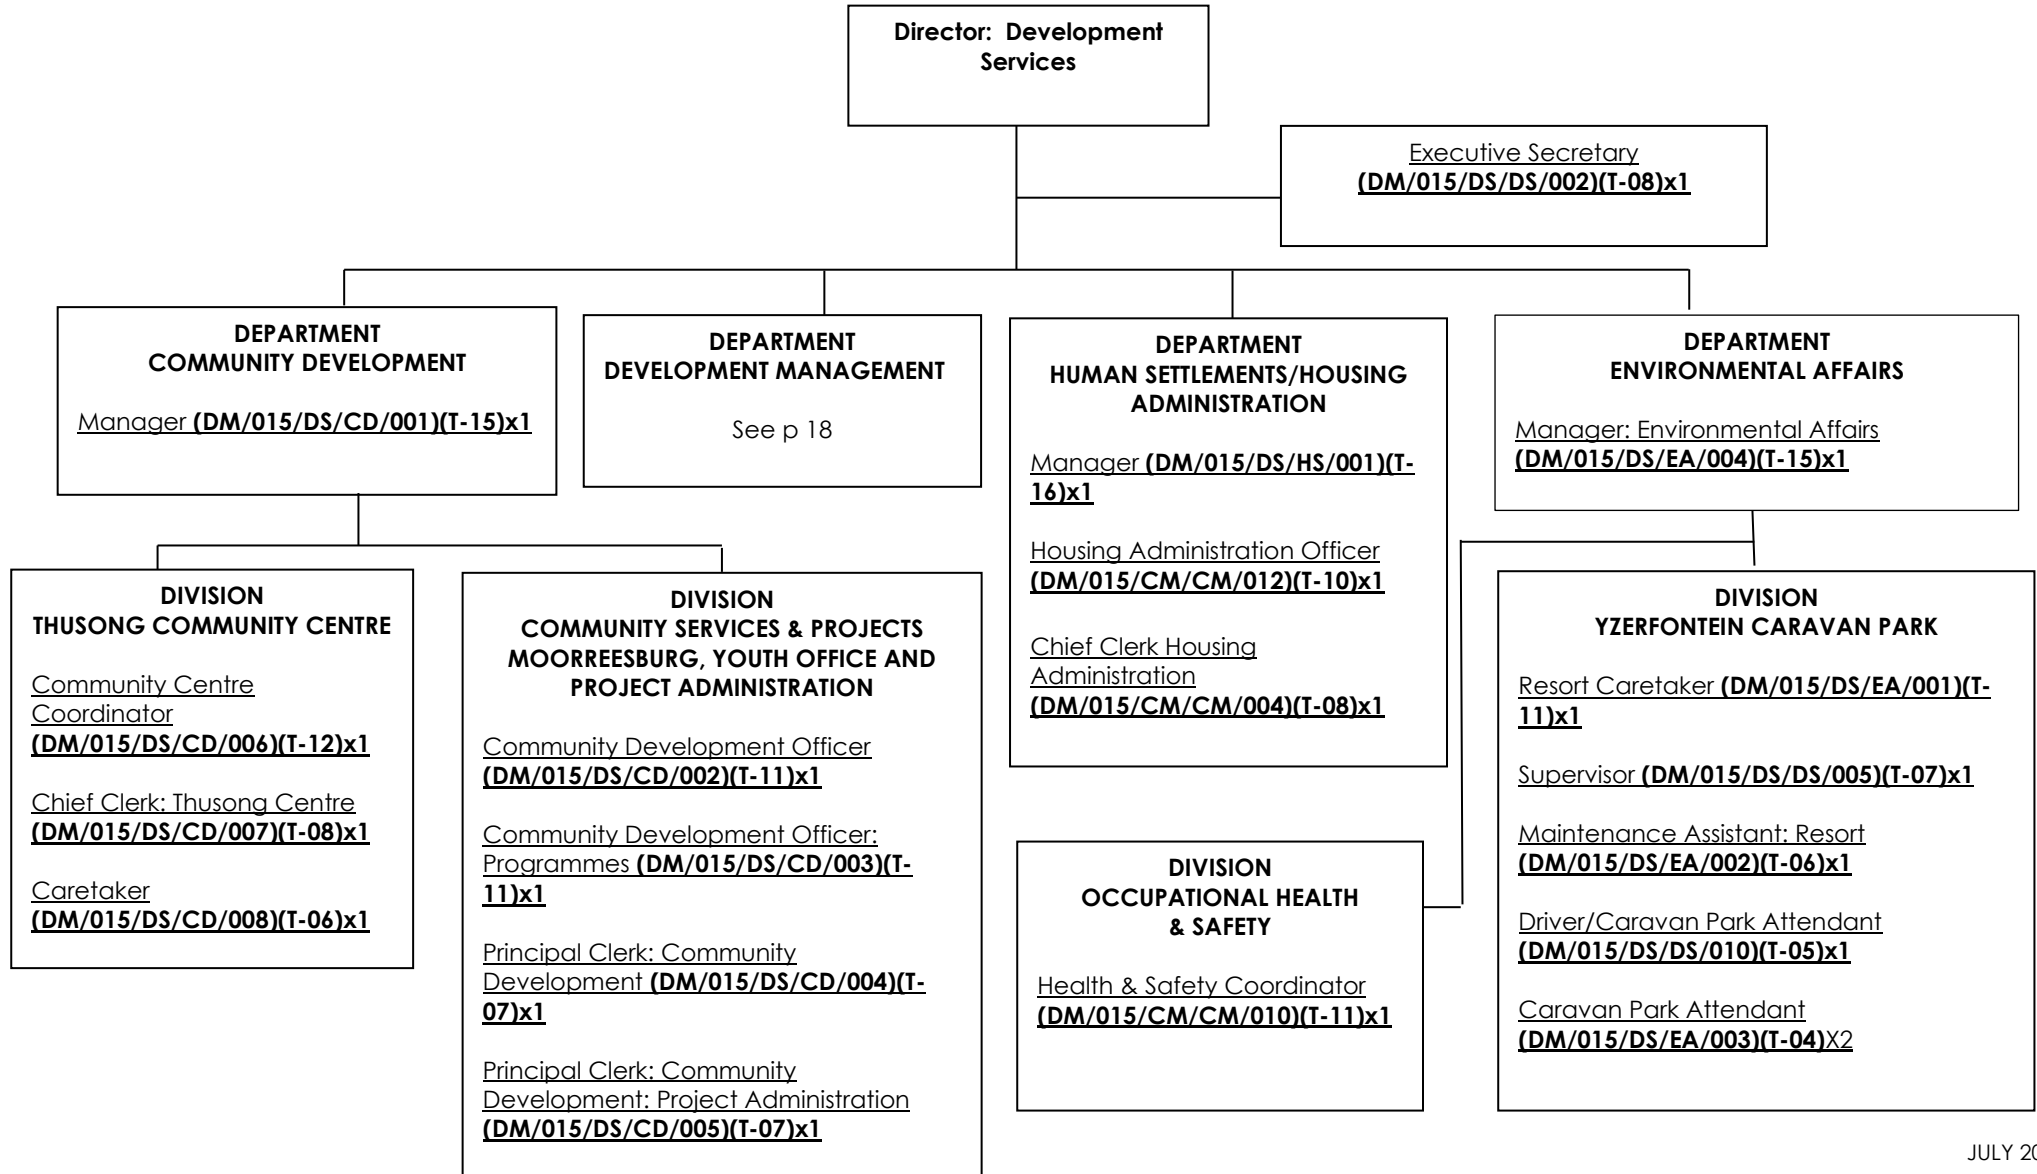 Director:  Development
Services
Executive Secretary
(DM/015/DS/DS/002)(T-08)x1
DEPARTMENT
COMMUNITY DEVELOPMENT
Manager (DM/015/DS/CD/001)(T-15)x1
DEPARTMENT
DEVELOPMENT MANAGEMENT
See p 18
DEPARTMENT
HUMAN SETTLEMENTS/HOUSING
ADMINISTRATION
Manager (DM/015/DS/HS/001)(T-
16)x1
Housing Administration Officer
(DM/015/CM/CM/012)(T-10)x1
Chief Clerk Housing
Administration
(DM/015/CM/CM/004)(T-08)x1
DEPARTMENT
ENVIRONMENTAL AFFAIRS
Manager: Environmental Affairs
(DM/015/DS/EA/004)(T-15)x1
DIVISION
THUSONG COMMUNITY CENTRE
Community Centre
Coordinator
(DM/015/DS/CD/006)(T-12)x1
Chief Clerk: Thusong Centre
(DM/015/DS/CD/007)(T-08)x1
Caretaker
(DM/015/DS/CD/008)(T-06)x1
DIVISION
COMMUNITY SERVICES & PROJECTS
MOORREESBURG, YOUTH OFFICE AND
PROJECT ADMINISTRATION
Community Development Officer
(DM/015/DS/CD/002)(T-11)x1
Community Development Officer:
Programmes (DM/015/DS/CD/003)(T-
11)x1
Principal Clerk: Community
Development (DM/015/DS/CD/004)(T-
07)x1
Principal Clerk: Community
Development: Project Administration
(DM/015/DS/CD/005)(T-07)x1
DIVISION
OCCUPATIONAL HEALTH
& SAFETY
Health & Safety Coordinator
(DM/015/CM/CM/010)(T-11)x1
DIVISION
YZERFONTEIN CARAVAN PARK
Resort Caretaker (DM/015/DS/EA/001)(T-
11)x1
Supervisor (DM/015/DS/DS/005)(T-07)x1
Maintenance Assistant: Resort
(DM/015/DS/EA/002)(T-06)x1
Driver/Caravan Park Attendant
(DM/015/DS/DS/010)(T-05)x1
Caravan Park Attendant
(DM/015/DS/EA/003)(T-04)X2
JULY